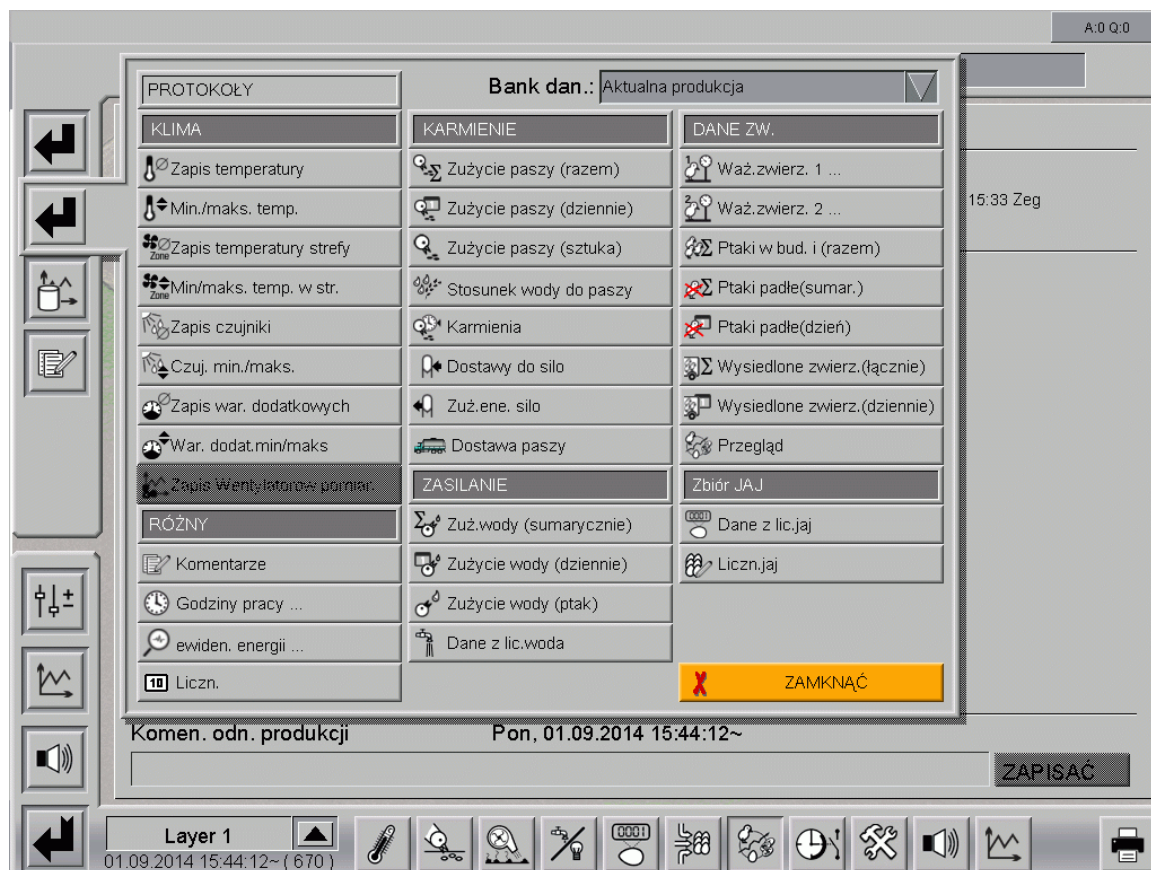 A:0 Q:0
PROTOKOŁY
Bank dan.: Aktualna produkcja
KLIMA
Zapis temperatury
Min./maks. temp.
Zone Zapis temperatury strefy
Zone Min/maks. temp. w str.
Zapis czujniki
Czuj. min./maks.
Zapis war. dodatkowych
War. dodat.min/maks
Zapis Wentylatorow pomiar.
RÓŻNY
Komentarze
Godziny pracy ...
ewiden. energii ...
10 Liczn.
KARMIENIE
Zużycie paszy (razem)
Zużycie paszy (dziennie)
Zużycie paszy (sztuka)
Stosunek wody do paszy
Karmienia
Dostawy do silo
Zuż.ene. silo
Dostawa paszy
ZASILANIE
Zuż.wody (sumarycznie)
Zużycie wody (dziennie)
Zużycie wody (ptak)
Dane z lic.woda
DANE ZW.
1 Waż.zwierz. 1 ...
2 Waż.zwierz. 2 ...
Ptaki w bud. i (razem)
Ptaki padłe(sumar.)
Ptaki padłe(dzień)
Wysiedlone zwierz.(łącznie)
Wysiedlone zwierz.(dziennie)
Przegląd
Zbiór JAJ
0001 Dane z lic.jaj
Liczn.jaj
ZAMKNĄĆ
15:33 Zeg
Komen. odn. produkcji
Pon, 01.09.2014 15:44:12~
ZAPISAĆ
Layer 1
01.09.2014 15:44:12~ ( 670 )
0001